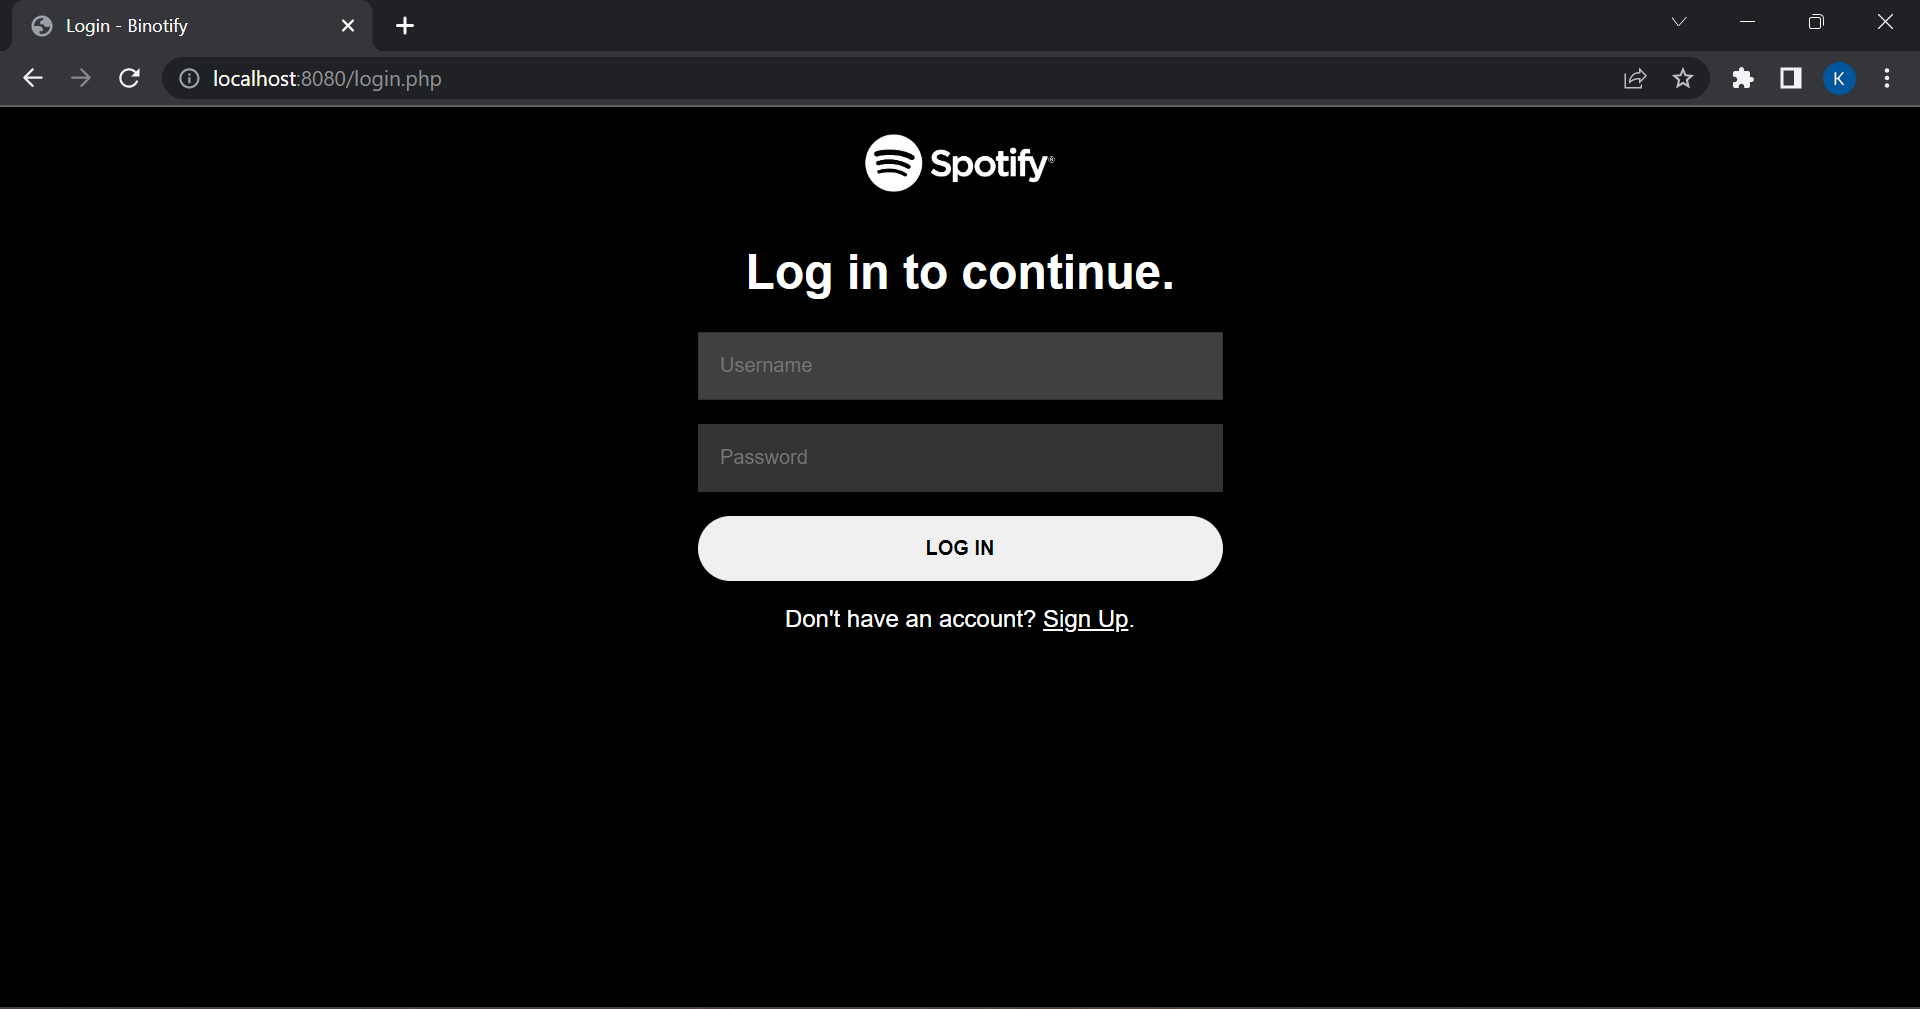 Login - Binotify
localhost:8080/login.php
K
Spotify®
Log in to continue.
Username
Password
LOG IN
Don't have an account? Sign Up.